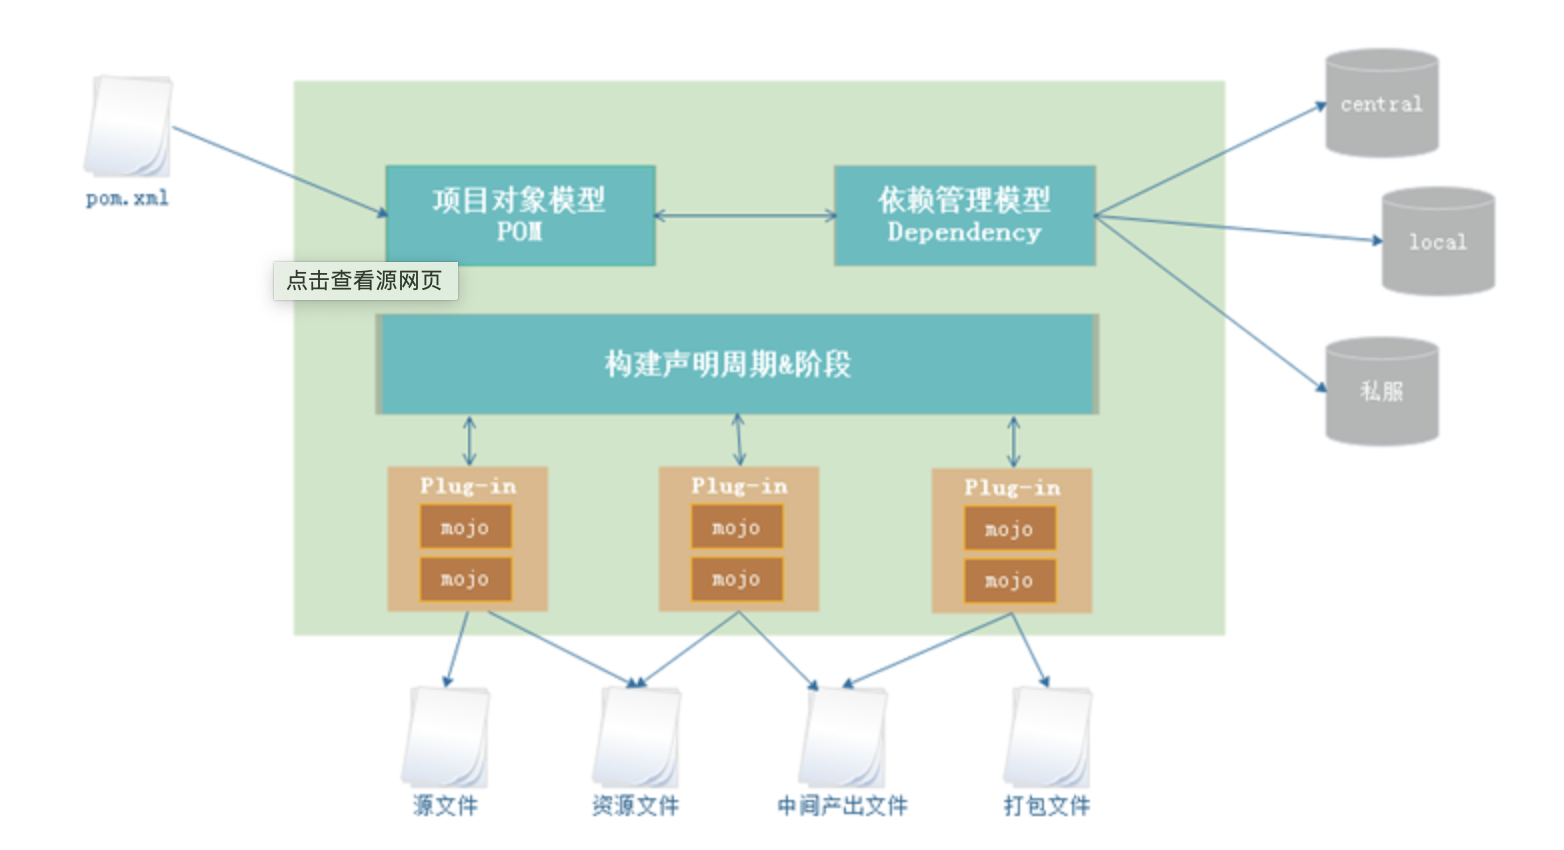 pom.xml
项目对象模型
POM
依赖管理模型
Dependency
central
local
私服
点击查看源网页
构建声明周期&阶段
Plug-in
mojo
mojo
Plug-in
mojo
mojo
Plug-in
mojo
mojo
源文件
资源文件
中间产出文件
打包文件